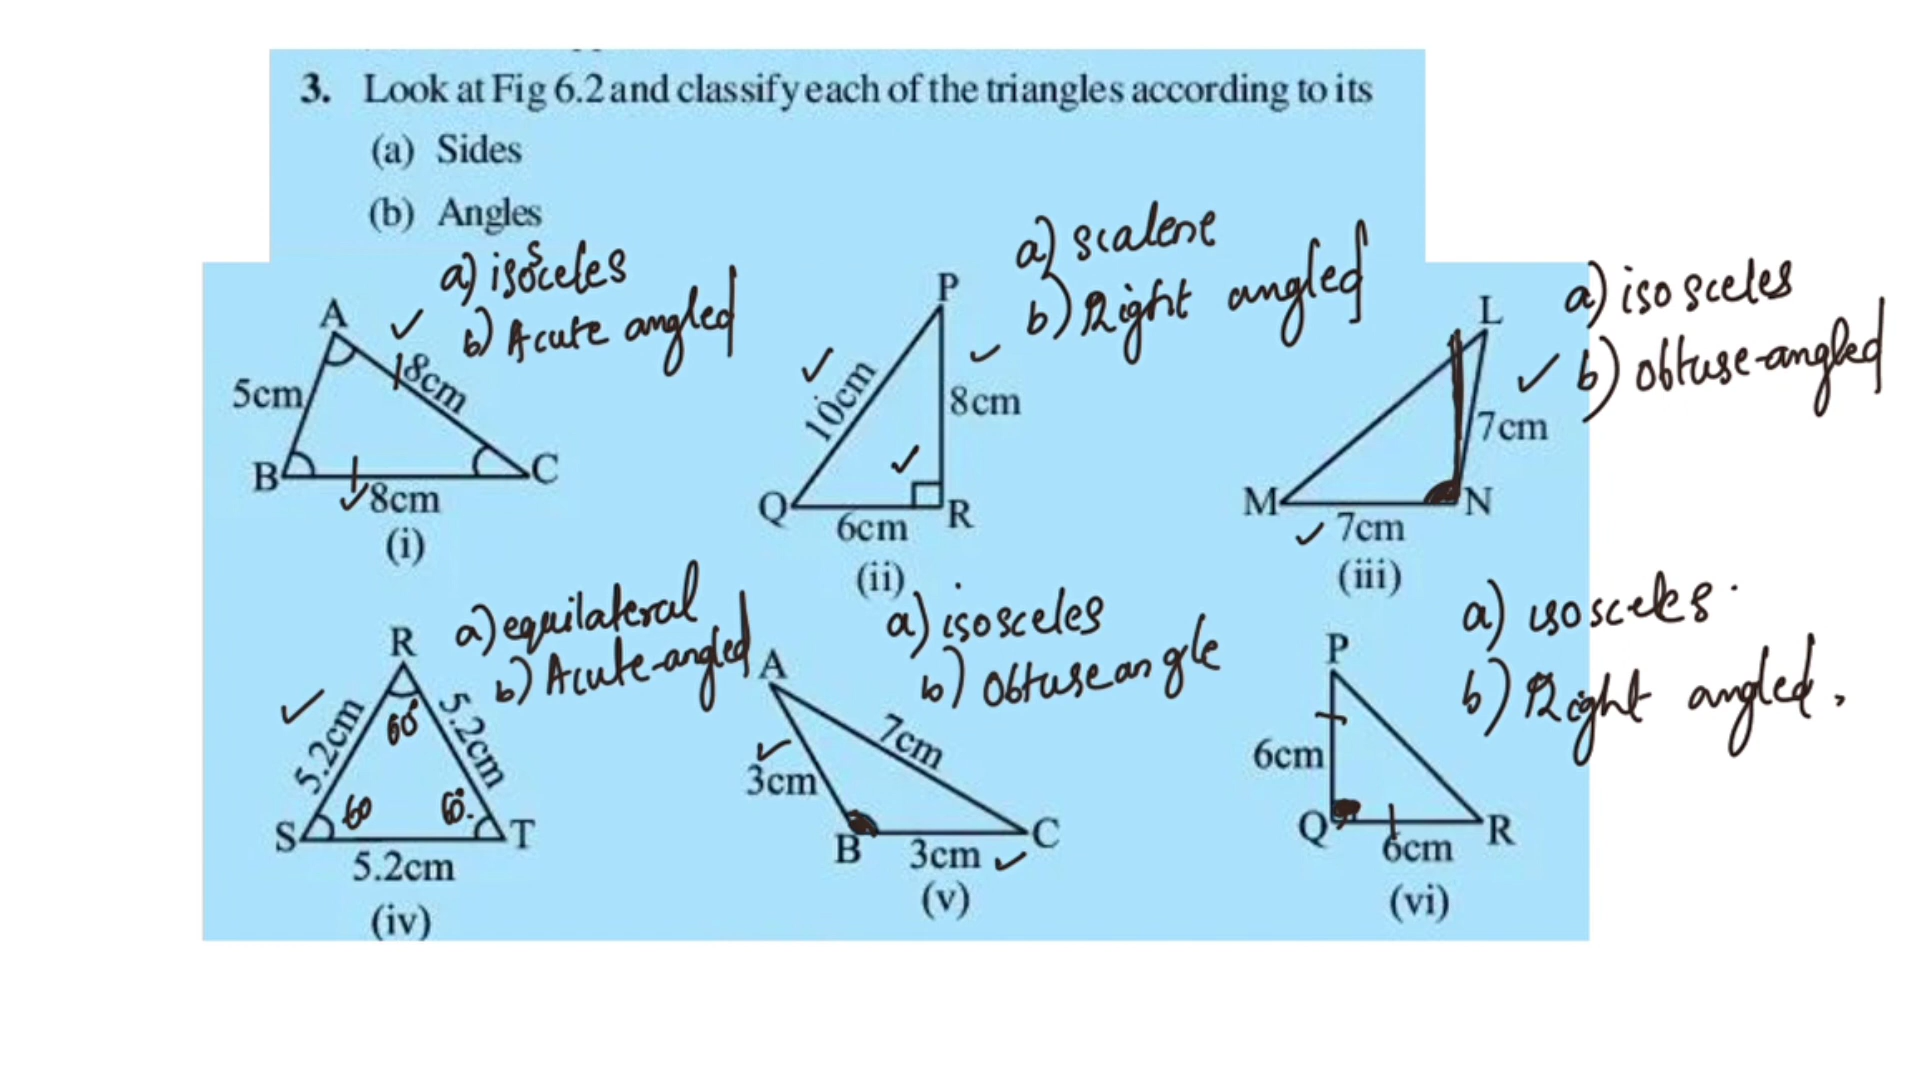 3. Look at Fig 6.2 and classify each of the triangles according to its
(a) Sides
(b) Angles
a) isosceles
b) Acute angled
A
5cm
8cm
B
C
8cm
(i)
a) scalene
b) Right angled
P
10cm
8cm
Q
R
6cm
(ii)
a) isosceles
b) obtuse-angled
L
7cm
M
N
7cm
(iii)
a) equilateral
b) Acute-angled
R
60°
5.2cm
5.2cm
60
60°
S
T
5.2cm
(iv)
a) isosceles
b) Obtuse angle
A
7cm
3cm
B
C
3cm
(v)
a) isosceles.
b) Right angled.
P
6cm
Q
R
6cm
(vi)